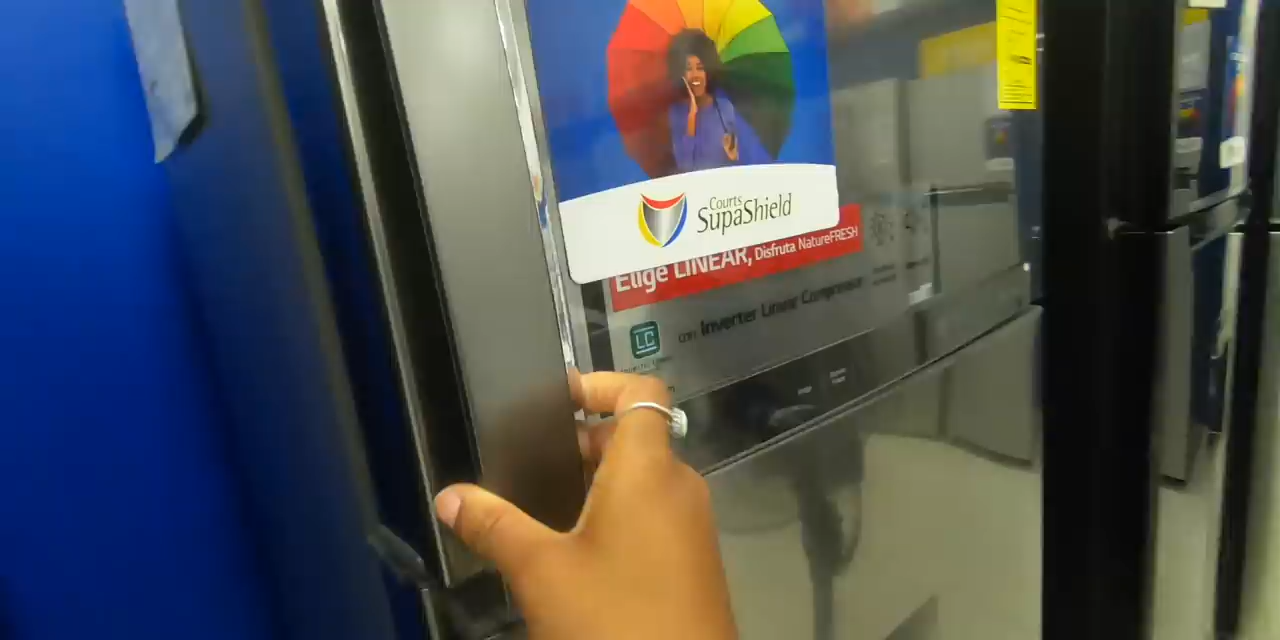 Courts
SupaShield
Elige LINEAR, Disfruta NatureFRESH
LC
con Inverter Linear Compressor